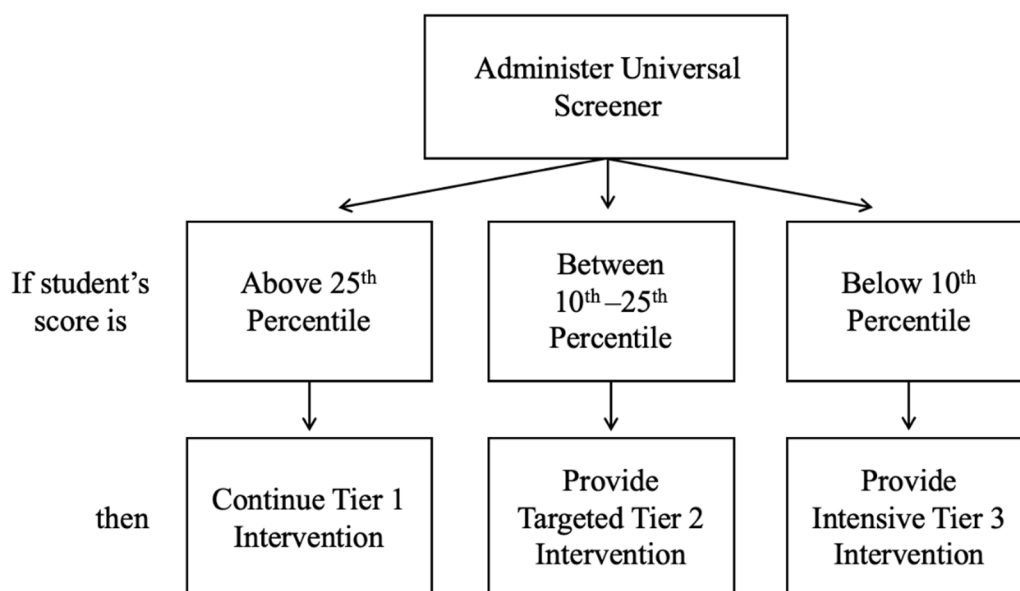 Administer Universal
Screener
If student’s
score is
Above 25th
Percentile
Between
10th –25th
Percentile
Below 10th
Percentile
then
Continue Tier 1
Intervention
Provide
Targeted Tier 2
Intervention
Provide
Intensive Tier 3
Intervention